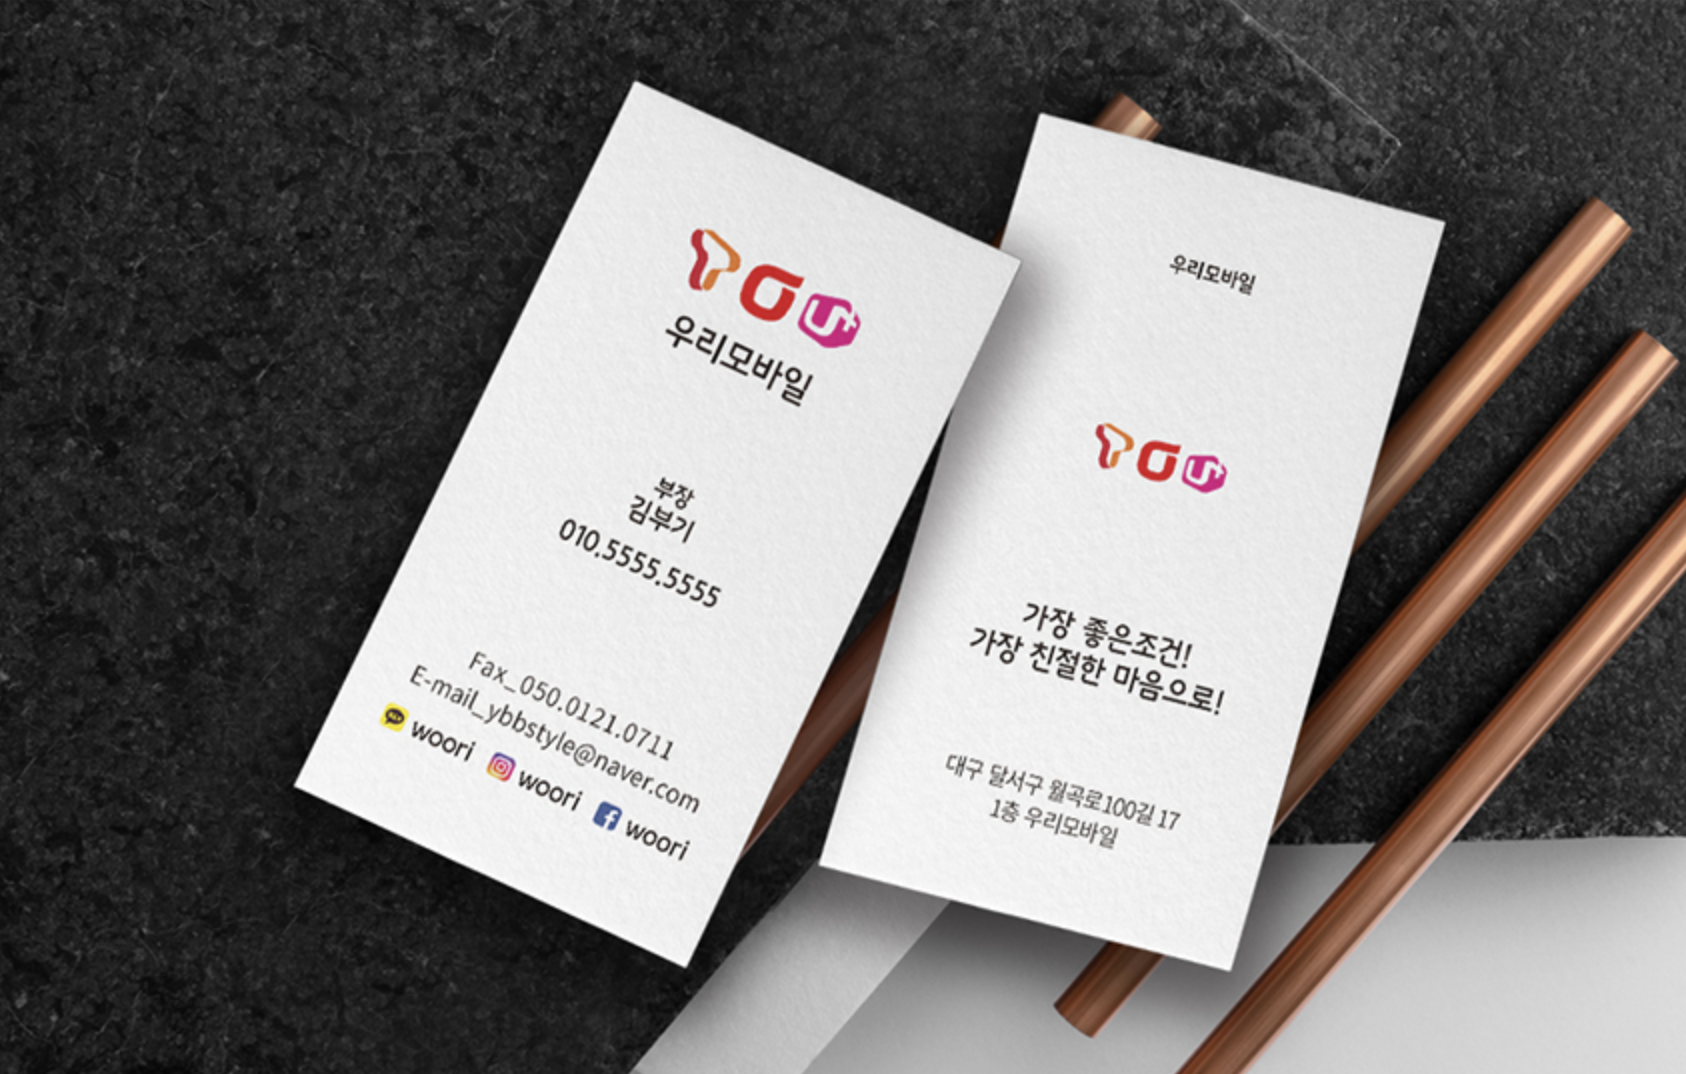 우리모바일
부장
김부기
010.5555.5555
Fax_050.0121.0711
E-mail_ybbstyle@naver.com
woori woori woori
우리모바일
가장 좋은조건!
가장 친절한 마음으로!
대구 달서구 월곡로100길 17
1층 우리모바일